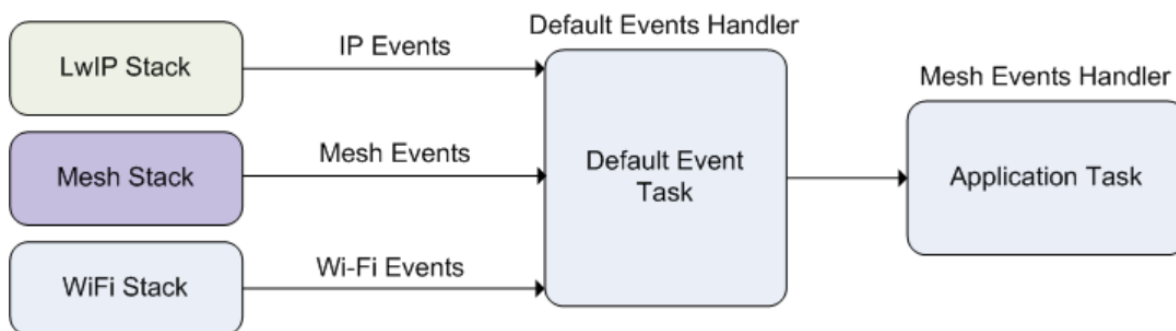 Default Events Handler
LwIP Stack
IP Events
Mesh Events Handler
Mesh Stack
Mesh Events
Default Event
Task
Application Task
WiFi Stack
Wi-Fi Events